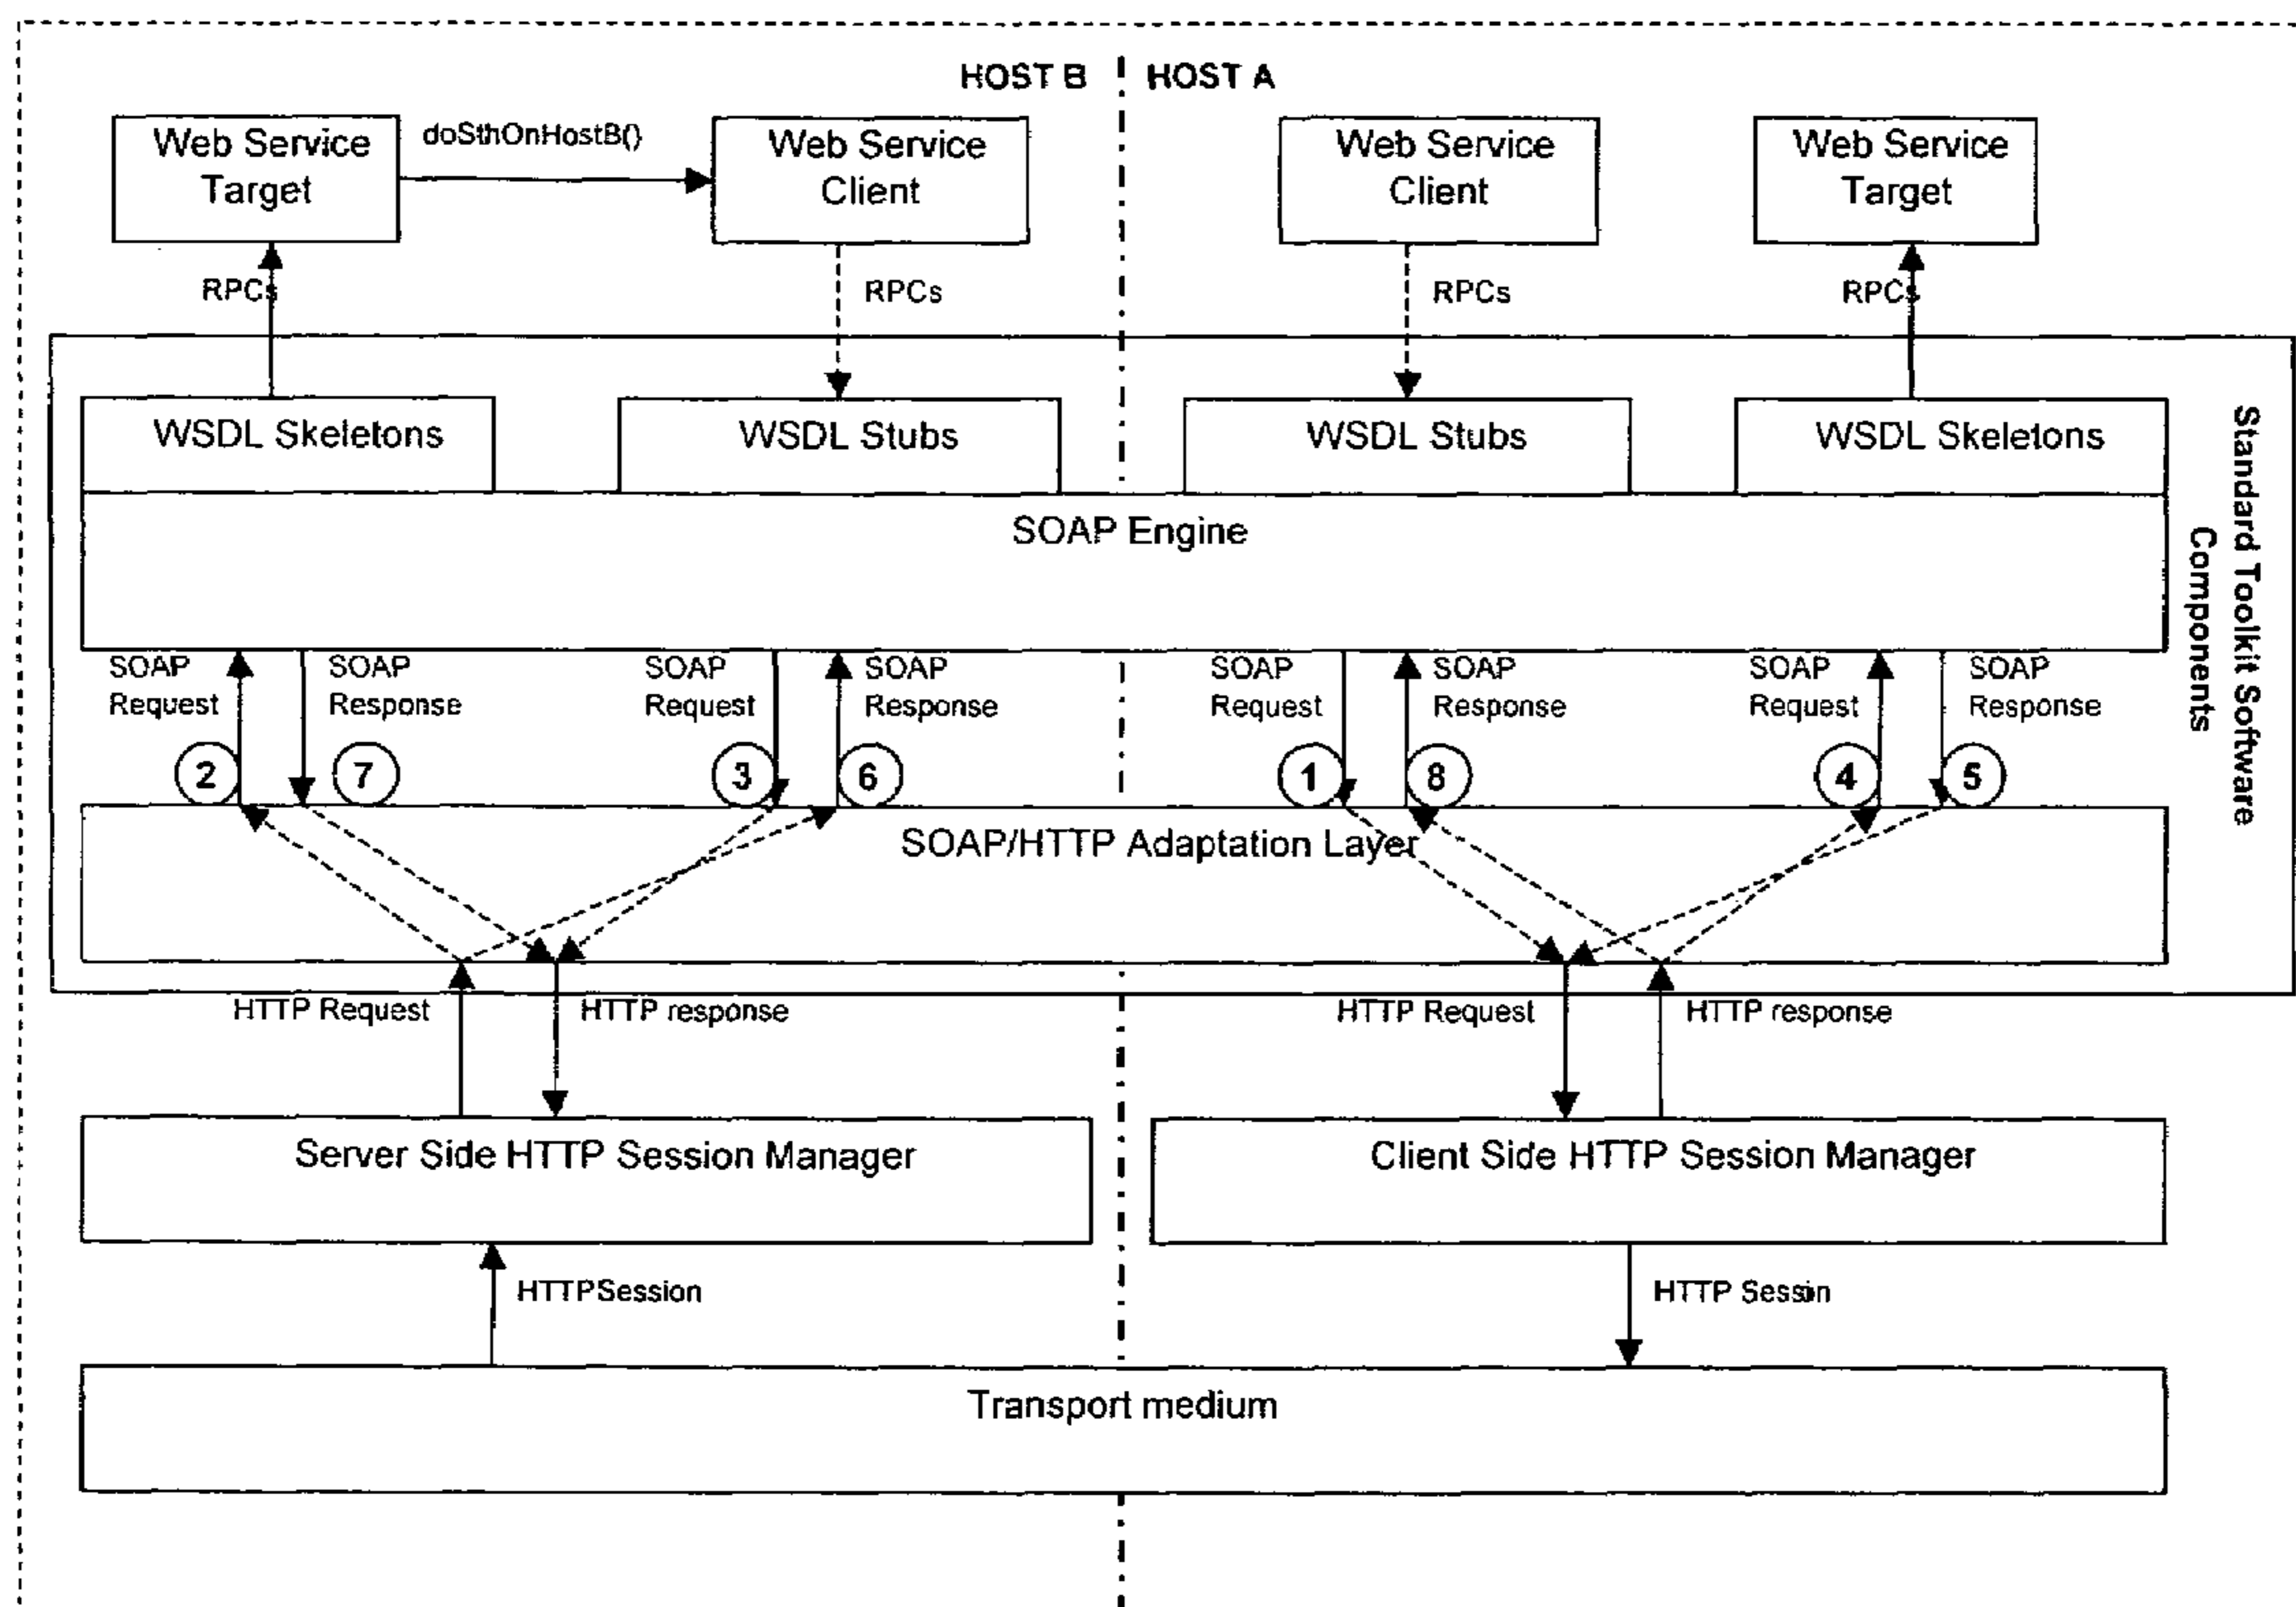 HOST B
HOST A
Web Service
Target
doSthOnHostB()
Web Service
Client
Web Service
Client
Web Service
Target
RPCs
RPCs
RPCs
RPCs
WSDL Skeletons
WSDL Stubs
WSDL Stubs
WSDL Skeletons
Standard Toolkit Software
Components
SOAP Engine
SOAP
Request
SOAP
Response
SOAP
Request
SOAP
Response
SOAP
Request
SOAP
Response
SOAP
Request
SOAP
Response
2
7
3
6
1
8
4
5
SOAP/HTTP Adaptation Layer
HTTP Request
HTTP response
HTTP Request
HTTP response
Server Side HTTP Session Manager
Client Side HTTP Session Manager
HTTPSession
HTTP Sessin
Transport medium